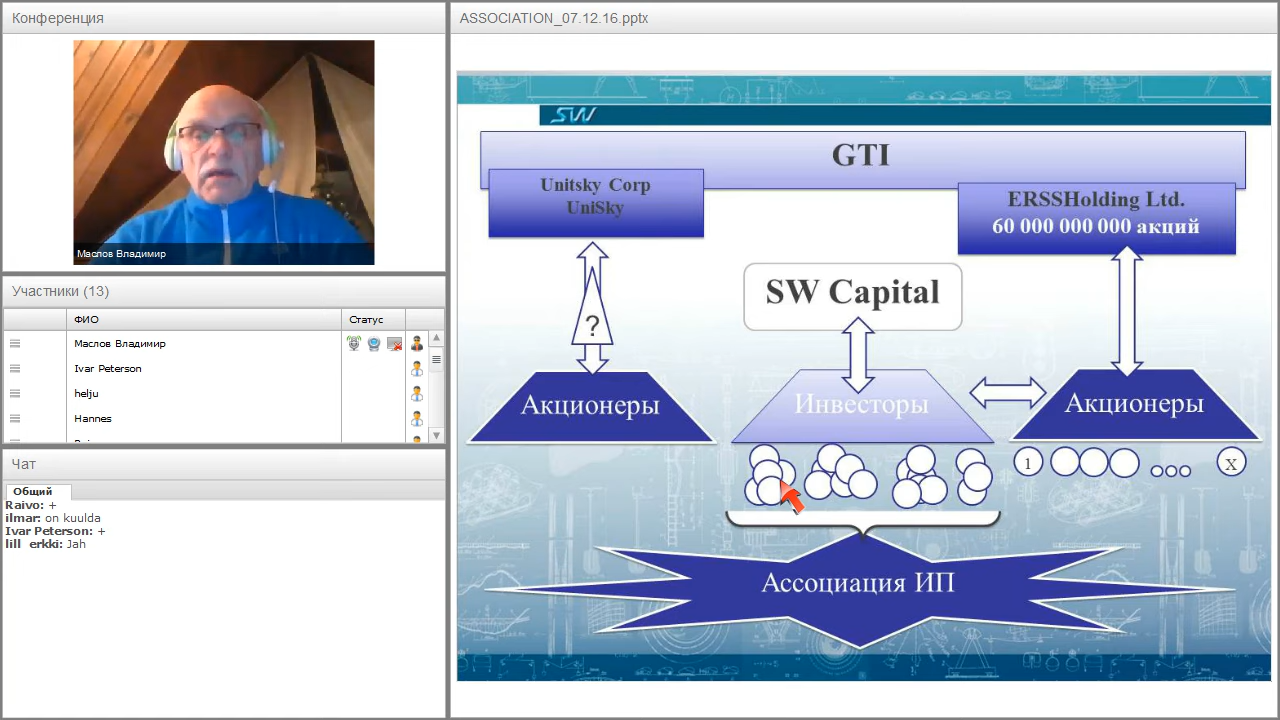 Конференция
Маслов Владимир
Участники (13)
ФИО
Статус
Маслов Владимир
Ivar Peterson
helju
Hannes
Чат
Общий
Raivo: +
ilmar: on kuulda
Ivar Peterson: +
lill_erkki: Jah
ASSOCIATION_07.12.16.pptx
SW
GTI
Unitsky Corp
UniSky
ERSSHolding Ltd.
60 000 000 000 акций
SW Capital
?
Акционеры
Инвесторы
Акционеры
1
X
Ассоциация ИП